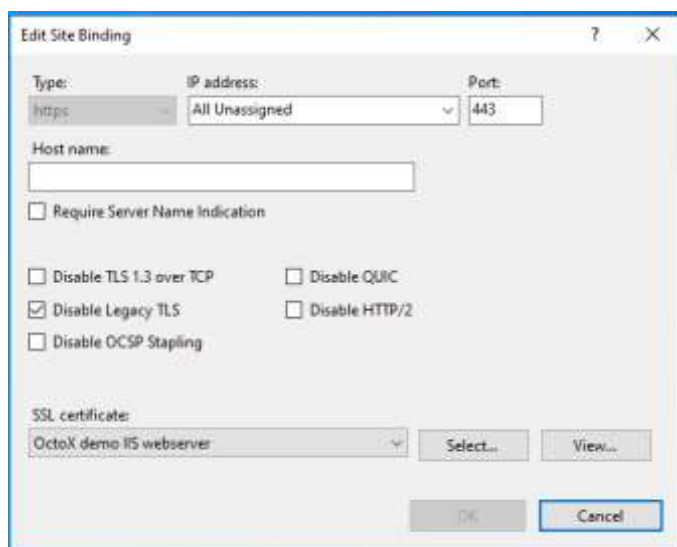 Edit Site Binding ? X
Type: IP address: Port:
https All Unassigned 443
Host name:
Require Server Name Indication
Disable TLS 1.3 over TCP Disable QUIC
Disable Legacy TLS Disable HTTP/2
Disable OCSP Stapling
SSL certificate:
OctoX demo IIS webserver Select... View...
OK Cancel